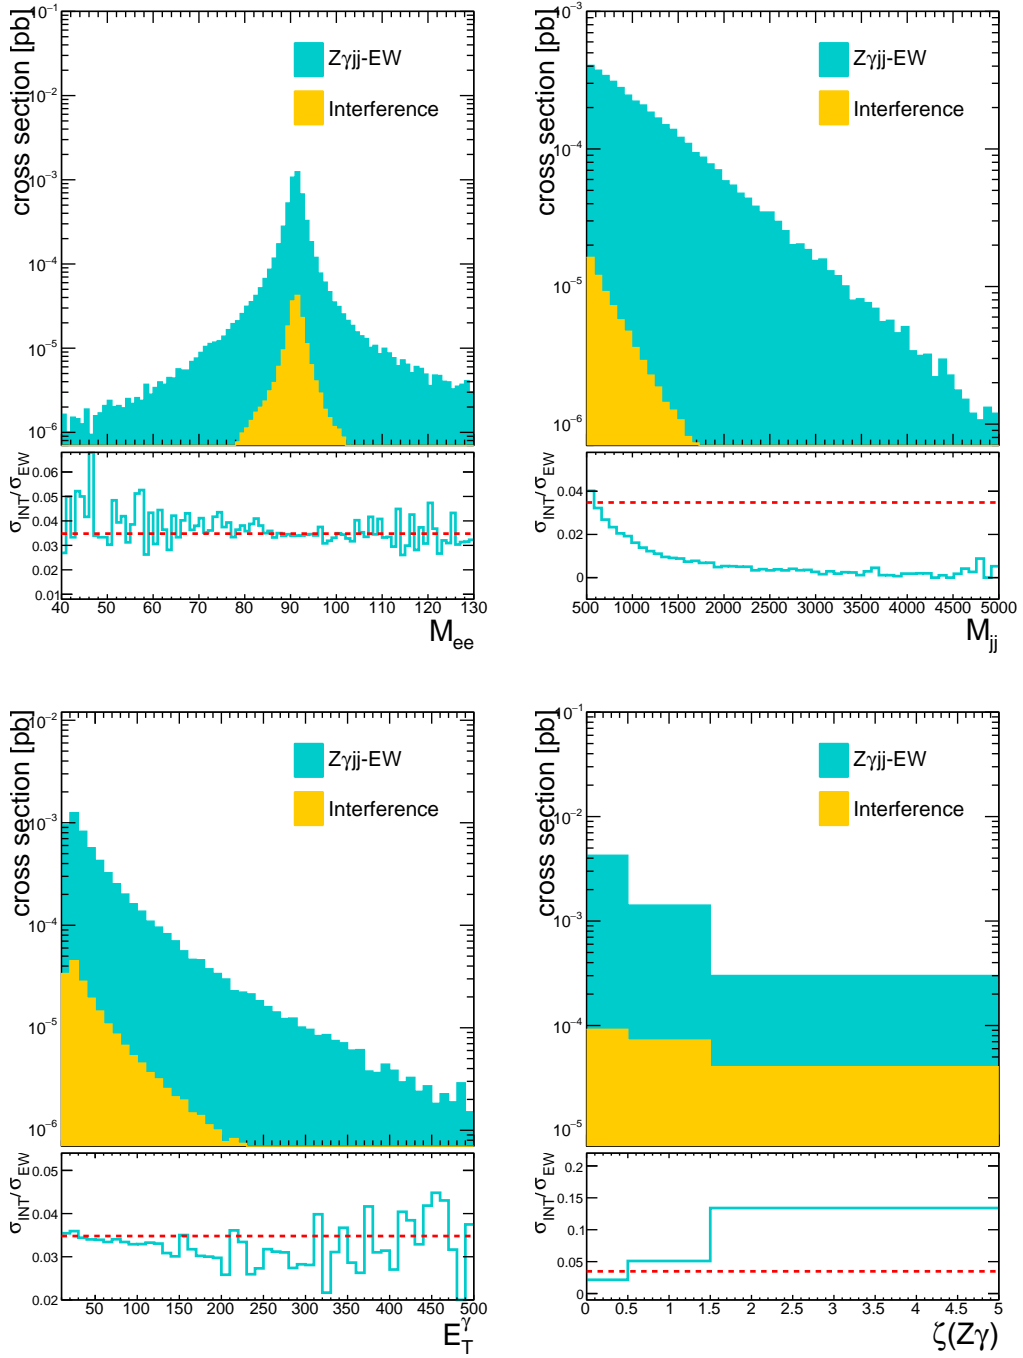 cross section [pb]
10⁻¹
10⁻²
10⁻³
10⁻⁴
10⁻⁵
10⁻⁶
Zγjj-EW
Interference
σINT/σEW
0.06
0.05
0.04
0.03
0.02
0.01
40 50 60 70 80 90 100 110 120 130
Mee
cross section [pb]
10⁻³
10⁻⁴
10⁻⁵
10⁻⁶
Zγjj-EW
Interference
σINT/σEW
0.04
0.02
0
500 1000 1500 2000 2500 3000 3500 4000 4500 5000
Mjj
cross section [pb]
10⁻²
10⁻³
10⁻⁴
10⁻⁵
10⁻⁶
Zγjj-EW
Interference
σINT/σEW
0.05
0.04
0.03
0.02
50 100 150 200 250 300 350 400 450 500
ETγ
cross section [pb]
10⁻¹
10⁻²
10⁻³
10⁻⁴
10⁻⁵
Zγjj-EW
Interference
σINT/σEW
0.2
0.15
0.1
0.05
0
0 0.5 1 1.5 2 2.5 3 3.5 4 4.5 5
ζ(Zγ)